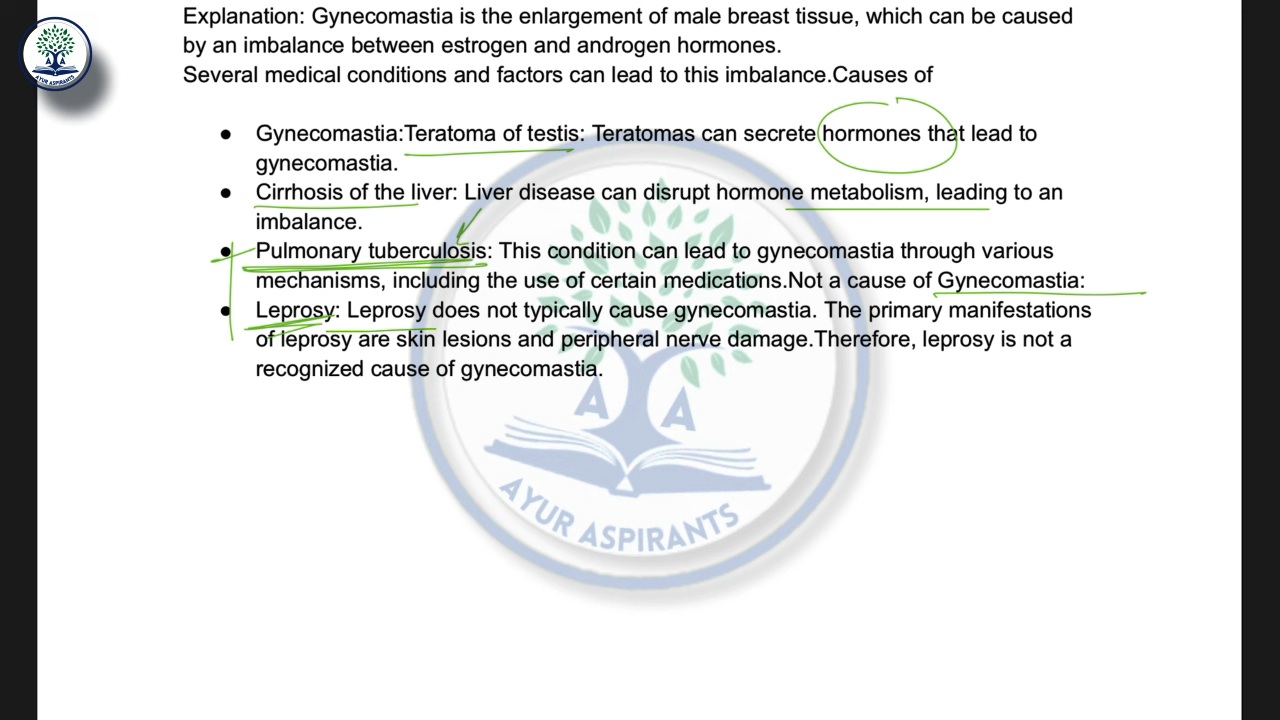 Explanation: Gynecomastia is the enlargement of male breast tissue, which can be caused
by an imbalance between estrogen and androgen hormones.
Several medical conditions and factors can lead to this imbalance.Causes of
● Gynecomastia:Teratoma of testis: Teratomas can secrete hormones that lead to
gynecomastia.
● Cirrhosis of the liver: Liver disease can disrupt hormone metabolism, leading to an
imbalance.
● Pulmonary tuberculosis: This condition can lead to gynecomastia through various
mechanisms, including the use of certain medications.Not a cause of Gynecomastia:
● Leprosy: Leprosy does not typically cause gynecomastia. The primary manifestations
of leprosy are skin lesions and peripheral nerve damage.Therefore, leprosy is not a
recognized cause of gynecomastia.
A A
AYUR ASPIRANTS
AYUR ASPIRANTS